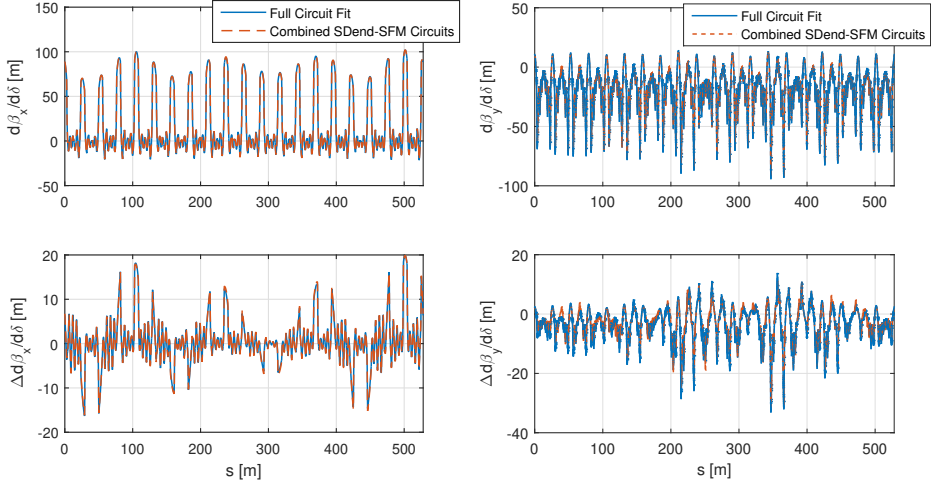 Full Circuit Fit
Combined SDend-SFM Circuits
150
100
50
0
-50
dβx/dδ [m]
0 100 200 300 400 500
Full Circuit Fit
Combined SDend-SFM Circuits
50
0
-50
-100
dβy/dδ [m]
0 100 200 300 400 500
20
10
0
-10
-20
Δdβx/dδ [m]
0 100 200 300 400 500
s [m]
20
0
-20
-40
Δdβy/dδ [m]
0 100 200 300 400 500
s [m]